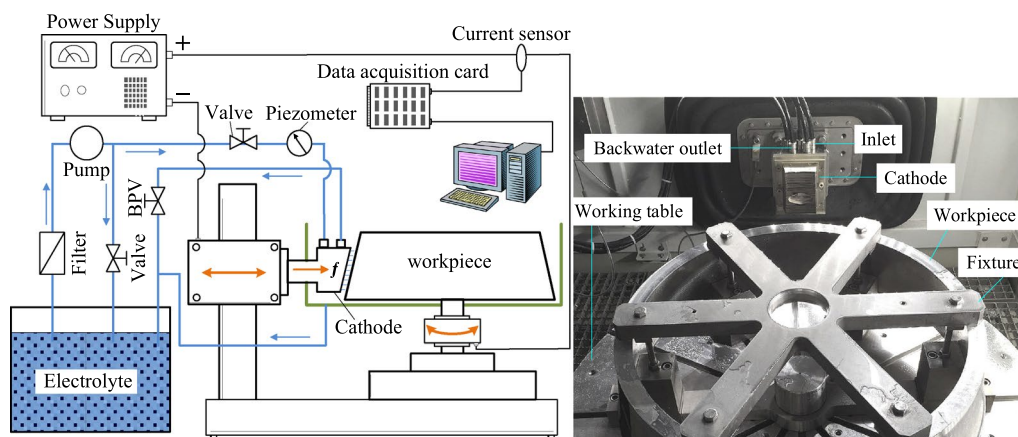 Power Supply
+
−
Current sensor
Data acquisition card
Valve
Piezometer
Pump
BPV
Filter
Valve
f
workpiece
Cathode
Electrolyte
Backwater outlet
Inlet
Cathode
Working table
Workpiece
Fixture